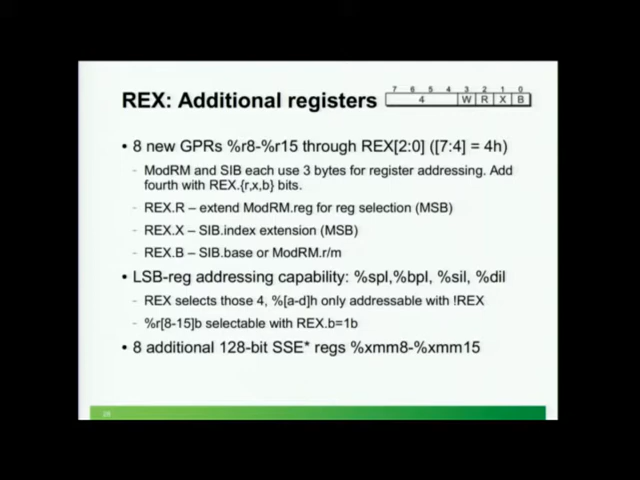 REX: Additional registers
7 6 5 4 3 2 1 0
4 W R X B
• 8 new GPRs %r8-%r15 through REX[2:0] ([7:4] = 4h)
- ModRM and SIB each use 3 bytes for register addressing. Add
fourth with REX.{r,x,b} bits.
- REX.R – extend ModRM.reg for reg selection (MSB)
- REX.X – SIB.index extension (MSB)
- REX.B – SIB.base or ModRM.r/m
• LSB-reg addressing capability: %spl,%bpl, %sil, %dil
- REX selects those 4, %[a-d]h only addressable with !REX
- %r[8-15]b selectable with REX.b=1b
• 8 additional 128-bit SSE* regs %xmm8-%xmm15